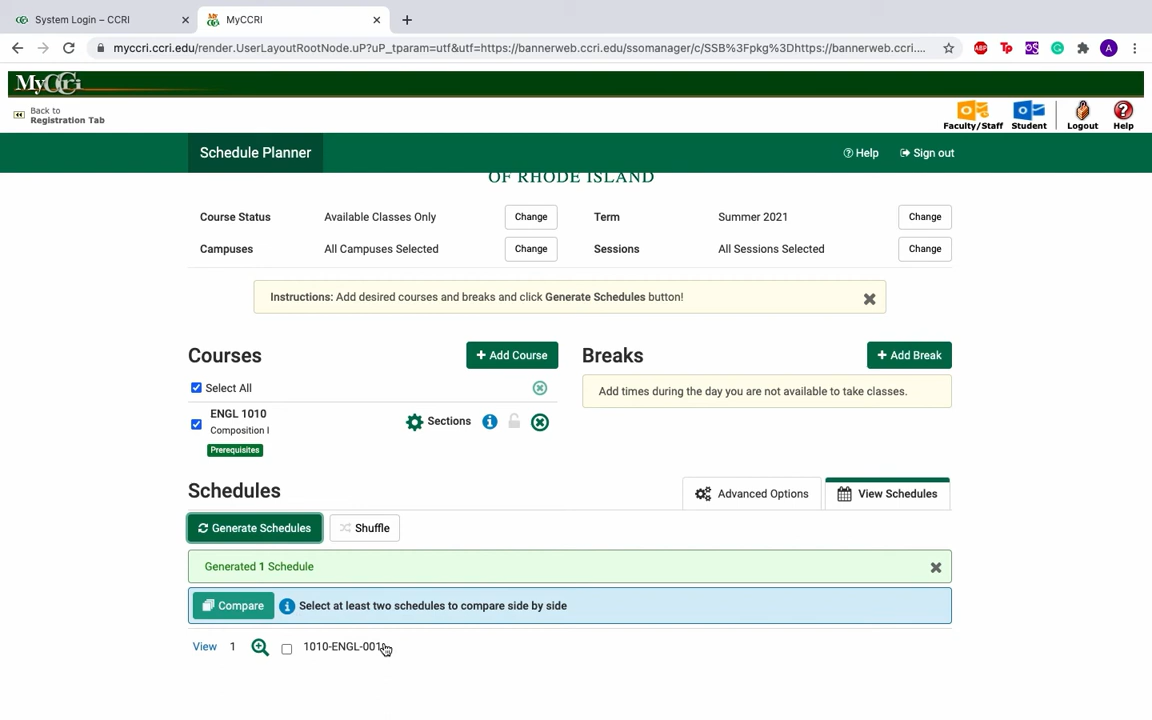 System Login – CCRI
MyCCRI
myccri.ccri.edu/render.UserLayoutRootNode.uP?uP_tparam=utf&utf=https://bannerweb.ccri.edu/ssomanager/c/SSB%3Fpkg%3Dhttps://bannerweb.ccri....
ABP
Tp
A
MyCCRi
Back to
Registration Tab
Faculty/Staff Student Logout Help
Schedule Planner
Help
Sign out
OF RHODE ISLAND
Course Status Available Classes Only Change Term Summer 2021 Change
Campuses All Campuses Selected Change Sessions All Sessions Selected Change
Instructions: Add desired courses and breaks and click Generate Schedules button!
Courses + Add Course
Breaks + Add Break
Select All
Add times during the day you are not available to take classes.
ENGL 1010
Composition I
Sections
Prerequisites
Schedules
Advanced Options View Schedules
Generate Schedules Shuffle
Generated 1 Schedule
Compare Select at least two schedules to compare side by side
View 1 1010-ENGL-001